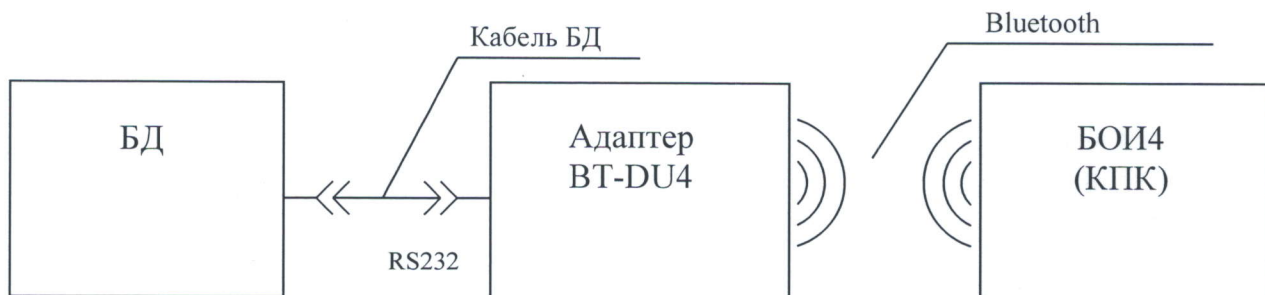 Кабель БД
Bluetooth
БД
Адаптер
BT-DU4
БОИ4
(КПК)
RS232